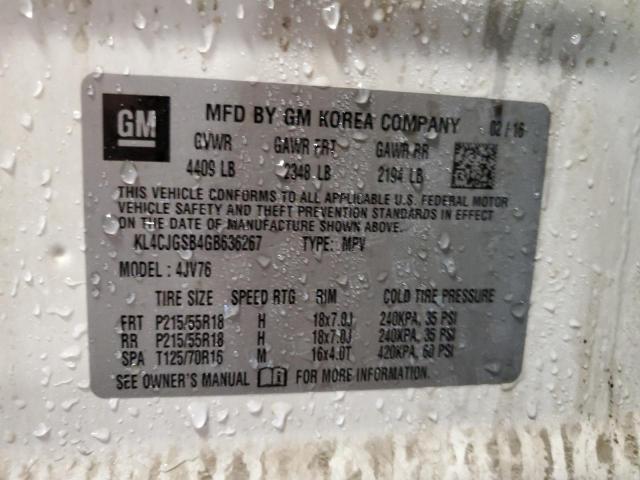 GM
MFD BY GM KOREA COMPANY 02/16
GVWR GAWR FRT GAWR RR
4409 LB 2348 LB 2194 LB
THIS VEHICLE CONFORMS TO ALL APPLICABLE U.S. FEDERAL MOTOR
VEHICLE SAFETY AND THEFT PREVENTION STANDARDS IN EFFECT ON
THE DATE OF MANUFACTURE SHOWN ABOVE.
KL4CJGSB4GB636267 TYPE: MPV
MODEL: 4JV76
TIRE SIZE SPEED RTG RIM COLD TIRE PRESSURE
FRT P215/55R18 H 18x7.0J 240KPA, 35 PSI
RR P215/55R18 H 18x7.0J 240KPA, 35 PSI
SPA T125/70R16 M 16x4.0T 420KPA, 60 PSI
SEE OWNER'S MANUAL FOR MORE INFORMATION.